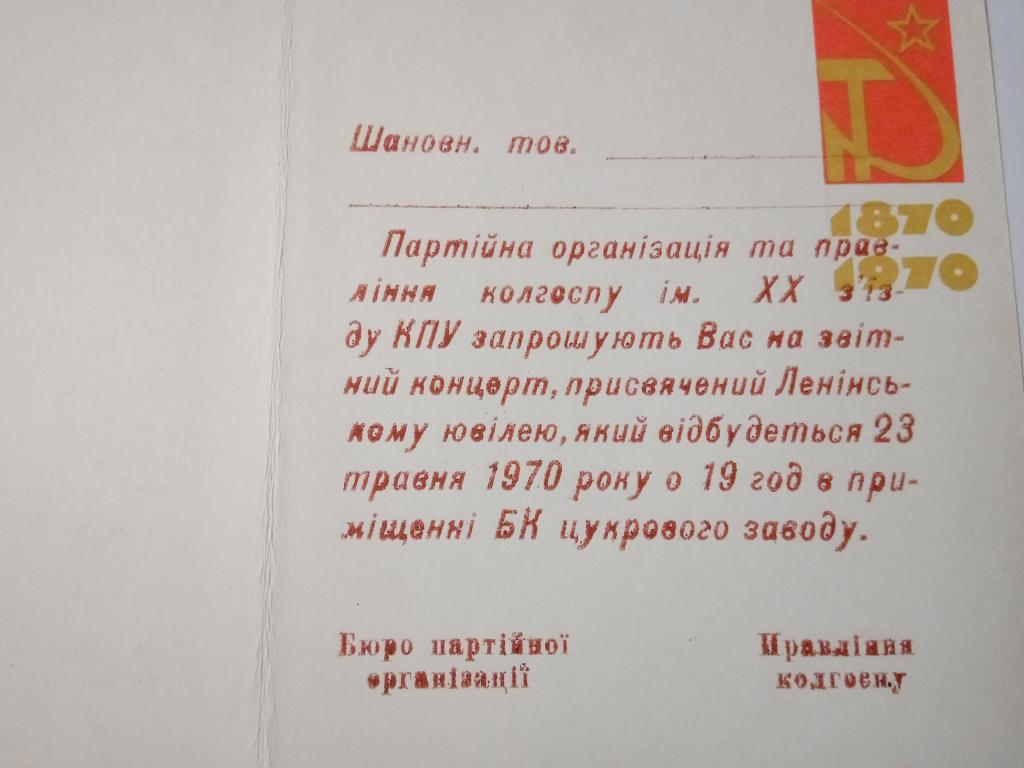 Шановн. тов.
1870
1970
Партійна організація та прав-
ління колгоспу ім. XX з'їз-
ду КПУ запрошують Вас на звіт-
ний концерт, присвячений Ленінсь-
кому ювілею, який відбудеться 23
травня 1970 року о 19 год в при-
міщенні БК цукрового заводу.
Бюро партійної
організації
Правління
колгоспу